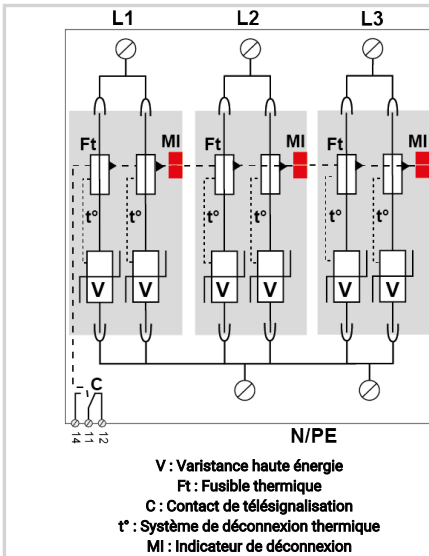 L1 L2 L3
Ft MI Ft MI Ft MI
t° t° t° t° t° t°
V V V V V V
C
14 11 12
N/PE
V : Varistance haute énergie
Ft : Fusible thermique
C : Contact de télésignalisation
t° : Système de déconnexion thermique
MI : Indicateur de déconnexion